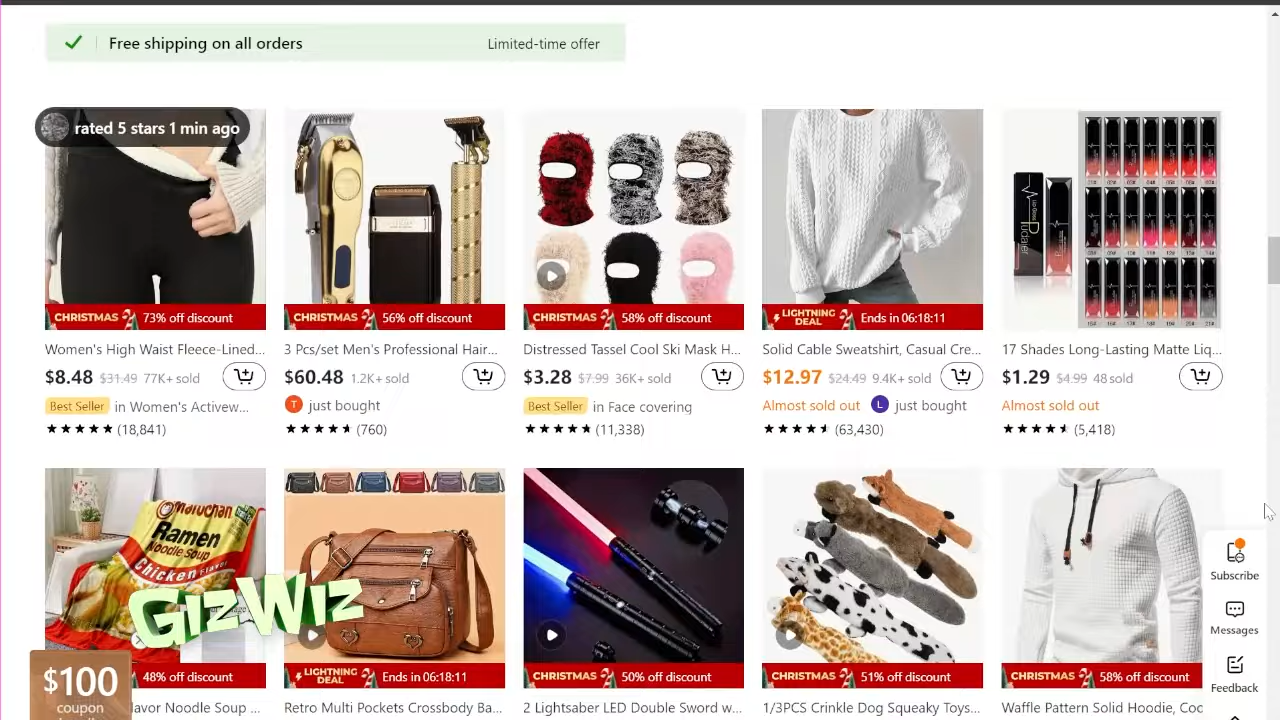 Free shipping on all orders
Limited-time offer
rated 5 stars 1 min ago
CHRISTMAS 73% off discount
CHRISTMAS 56% off discount
CHRISTMAS 58% off discount
LIGHTNING DEAL Ends in 06:18:11
Women's High Waist Fleece-Lined...
3 Pcs/set Men's Professional Hair...
Distressed Tassel Cool Ski Mask H...
Solid Cable Sweatshirt, Casual Cre...
17 Shades Long-Lasting Matte Liq...
$8.48 $31.49 77K+ sold
$60.48 1.2K+ sold
$3.28 $7.99 36K+ sold
$12.97 $24.49 9.4K+ sold
$1.29 $4.99 48 sold
Best Seller in Women's Activew...
T just bought
Best Seller in Face covering
Almost sold out L just bought
Almost sold out
(18,841)
(760)
(11,338)
(63,430)
(5,418)
Maruchan
Ramen
Noodle Soup
Chicken Flavor
GizWiz
Subscribe
Messages
Feedback
$100
coupon
48% off discount
LIGHTNING DEAL Ends in 06:18:11
CHRISTMAS 50% off discount
CHRISTMAS 51% off discount
CHRISTMAS 58% off discount
lavor Noodle Soup ...
Retro Multi Pockets Crossbody Ba...
2 Lightsaber LED Double Sword w...
1/3PCS Crinkle Dog Squeaky Toys...
Waffle Pattern Solid Hoodie, Coo